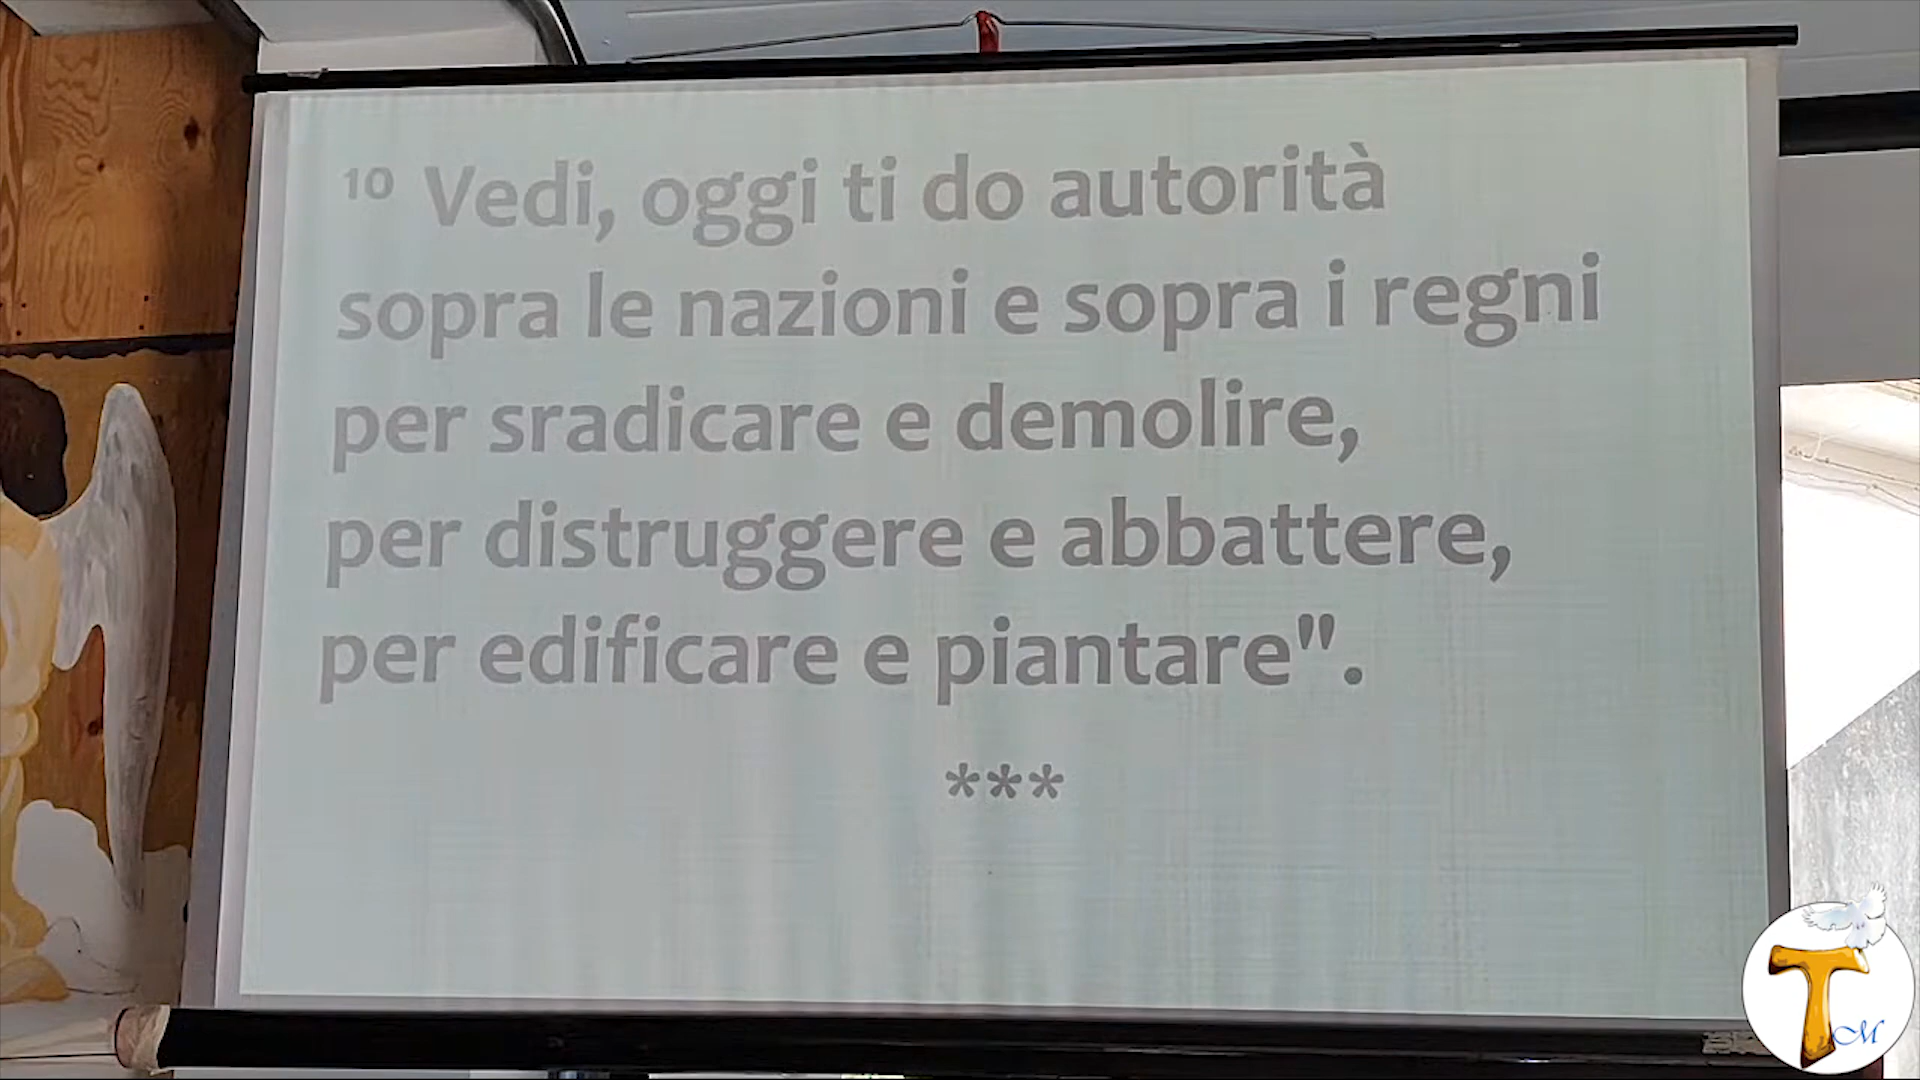 10 Vedi, oggi ti do autorità
sopra le nazioni e sopra i regni
per sradicare e demolire,
per distruggere e abbattere,
per edificare e piantare".
***
T M